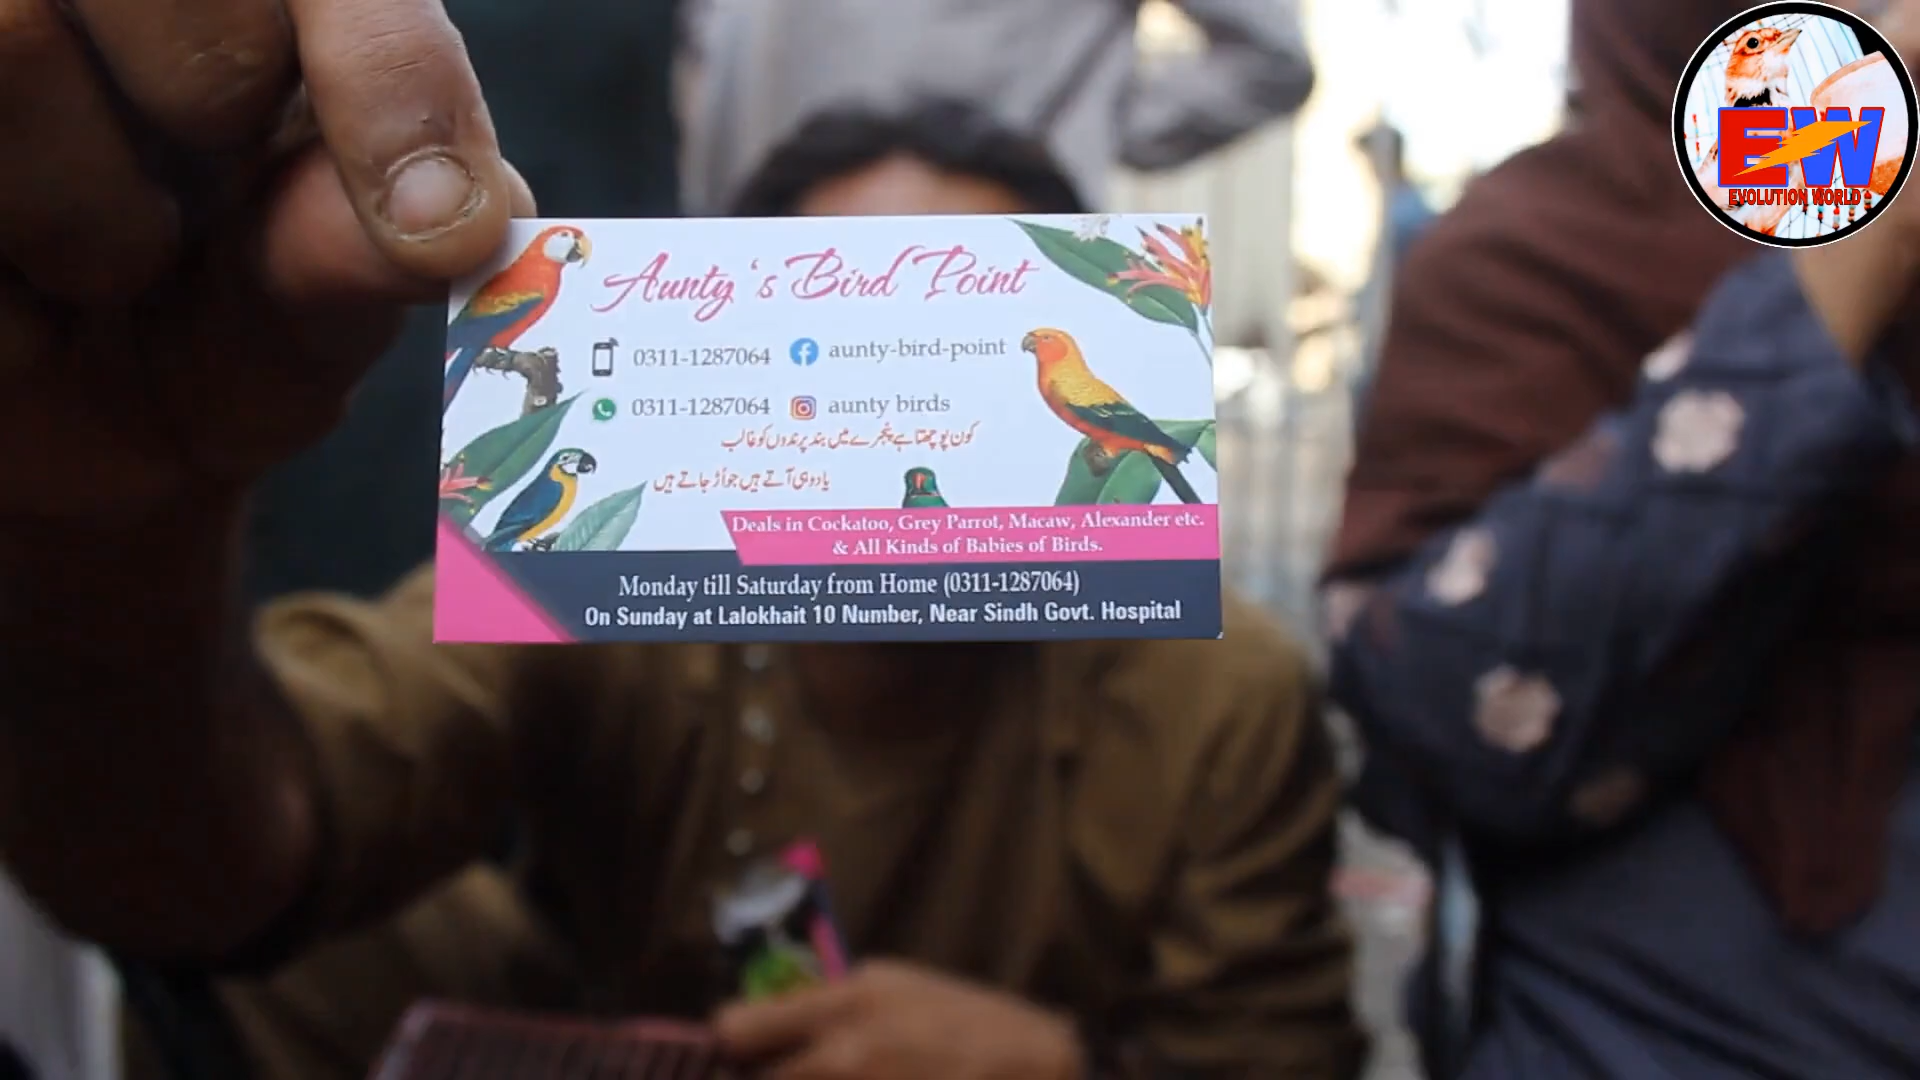 Aunty 's Bird Point
0311-1287064 aunty-bird-point
0311-1287064 aunty birds
کون پوچھتا ہے پنجرے میں بند پرندوں کو غالب
یاد وہی آتے ہیں جو اُڑ جاتے ہیں
Deals in Cockatoo, Grey Parrot, Macaw, Alexander etc.
& All Kinds of Babies of Birds.
Monday till Saturday from Home (0311-1287064)
On Sunday at Lalokhait 10 Number, Near Sindh Govt. Hospital
EW
EVOLUTION WORLD